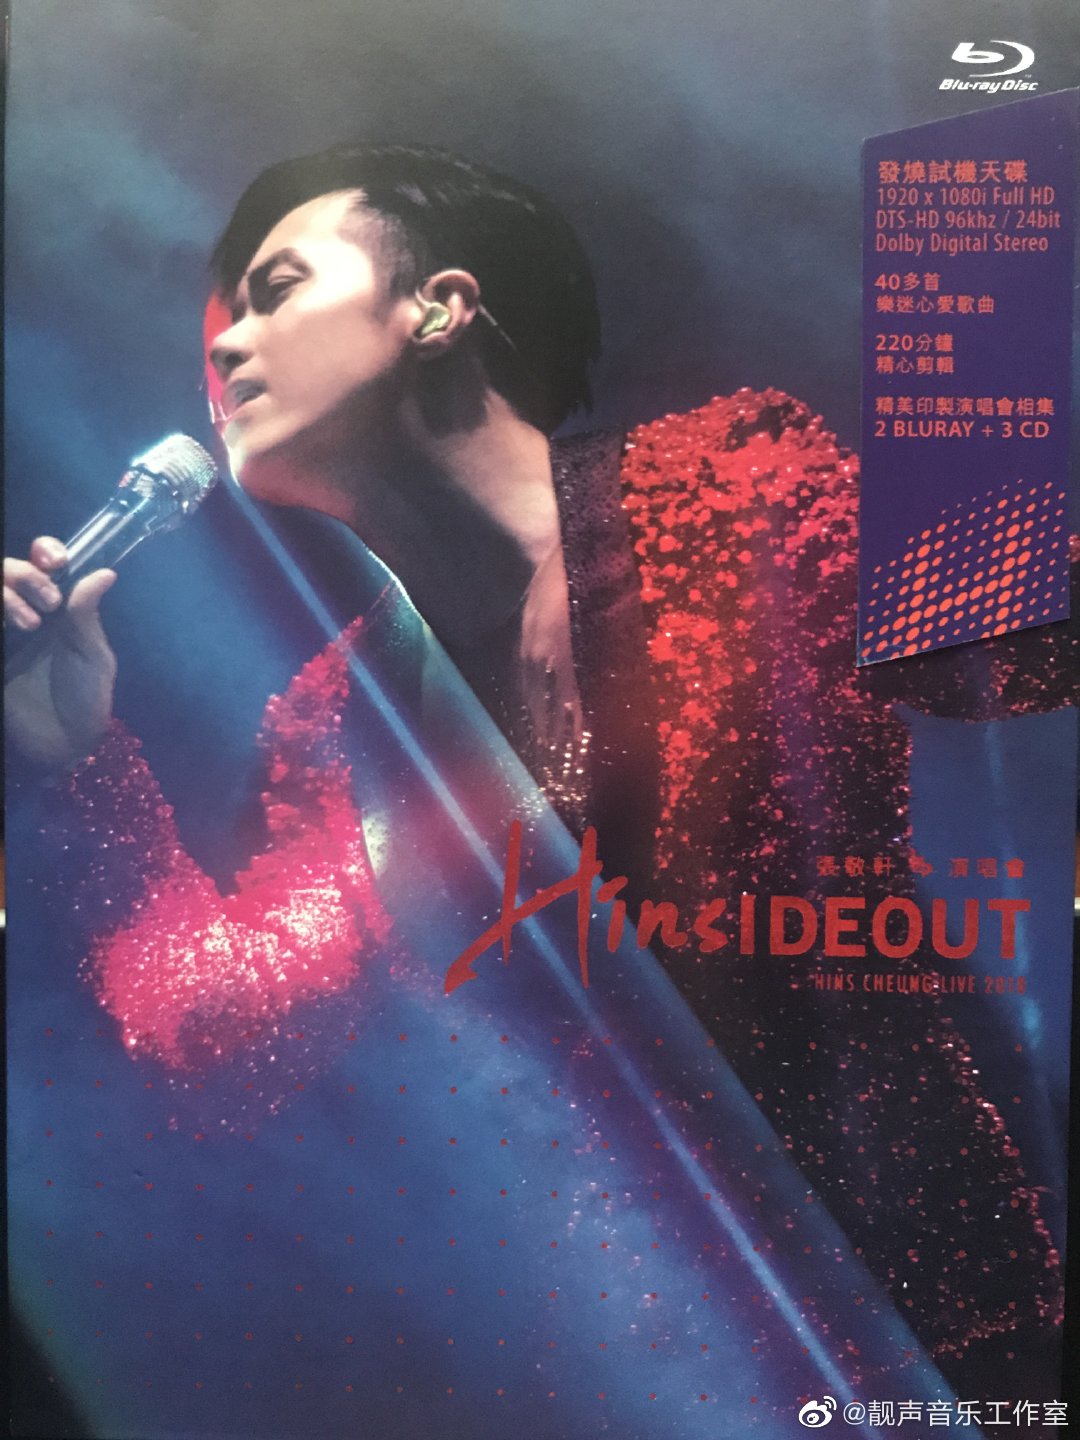 Blu-ray Disc
發燒試機天碟
1920 x 1080i Full HD
DTS-HD 96khz / 24bit
Dolby Digital Stereo
40多首
樂迷心愛歌曲
220分鐘
精心剪輯
精美印製演唱會相集
2 BLURAY + 3 CD
張敬軒 演唱會
HinsIDEOUT
HINS CHEUNG LIVE
@靚声音乐工作室